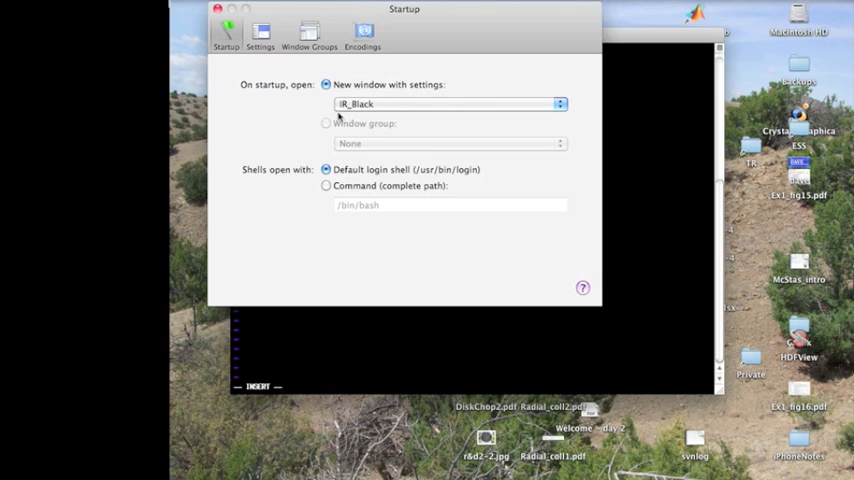 Startup
Startup Settings Window Groups Encodings
On startup, open: New window with settings:
IR_Black
Window group:
None
Shells open with: Default login shell (/usr/bin/login)
Command (complete path):
/bin/bash
?
-- INSERT --
Macintosh HD
Backups
ESS
TR
Ex1_fig15.pdf
McStas_intro
HDFView
Private
Ex1_fig16.pdf
DiskChop2.pdf Radial_coll2.pdf
Welcome - day 2
r&d2-2.jpg Radial_coll1.pdf svnlog iPhoneNotes